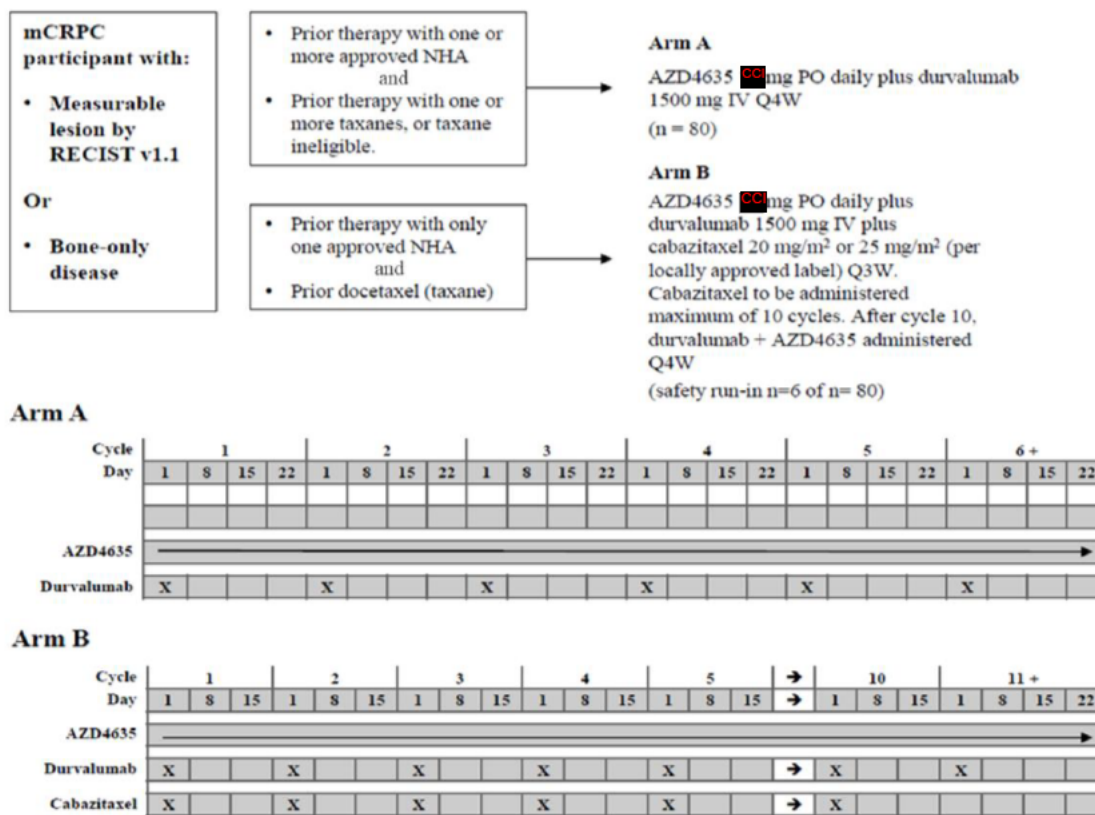 mCRPC
participant with:
• Measurable
lesion by
RECIST v1.1
Or
• Bone-only
disease
• Prior therapy with one or
more approved NHA
and
• Prior therapy with one or
more taxanes, or taxane
ineligible.
• Prior therapy with only
one approved NHA
and
• Prior docetaxel (taxane)
Arm A
AZD4635 CCI mg PO daily plus durvalumab
1500 mg IV Q4W
(n = 80)
Arm B
AZD4635 CCI mg PO daily plus
durvalumab 1500 mg IV plus
cabazitaxel 20 mg/m² or 25 mg/m² (per
locally approved label) Q3W.
Cabazitaxel to be administered
maximum of 10 cycles. After cycle 10,
durvalumab + AZD4635 administered
Q4W
(safety run-in n=6 of n= 80)
Arm A
Cycle 1 2 3 4 5 6 +
Day 1 8 15 22 1 8 15 22 1 8 15 22 1 8 15 22 1 8 15 22 1 8 15 22
AZD4635
Durvalumab X X X X X X
Arm B
Cycle 1 2 3 4 5 → 10 11 +
Day 1 8 15 1 8 15 1 8 15 1 8 15 1 8 15 → 1 8 15 1 8 15 22
AZD4635
Durvalumab X X X X X → X X
Cabazitaxel X X X X X → X